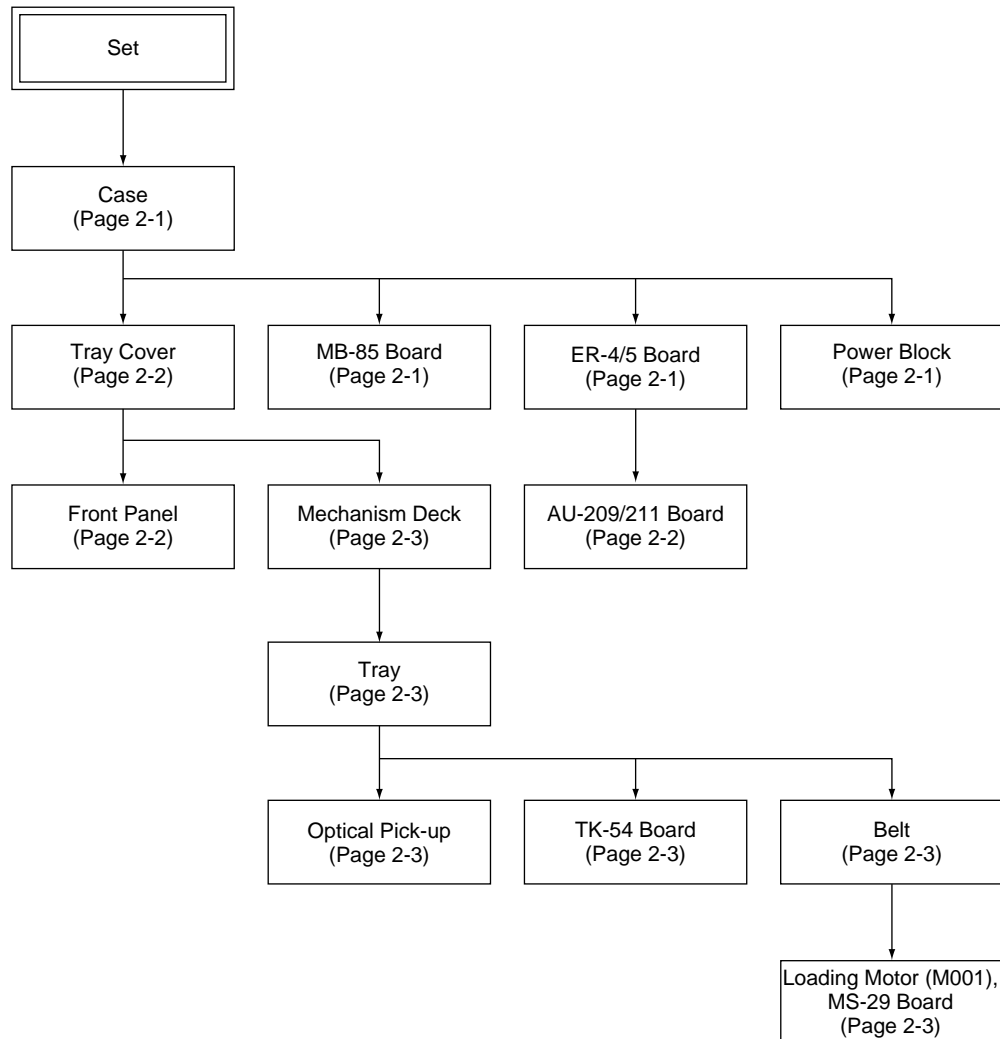 Set
Case
(Page 2-1)
Tray Cover
(Page 2-2)
MB-85 Board
(Page 2-1)
ER-4/5 Board
(Page 2-1)
Power Block
(Page 2-1)
Front Panel
(Page 2-2)
Mechanism Deck
(Page 2-3)
AU-209/211 Board
(Page 2-2)
Tray
(Page 2-3)
Optical Pick-up
(Page 2-3)
TK-54 Board
(Page 2-3)
Belt
(Page 2-3)
Loading Motor (M001),
MS-29 Board
(Page 2-3)